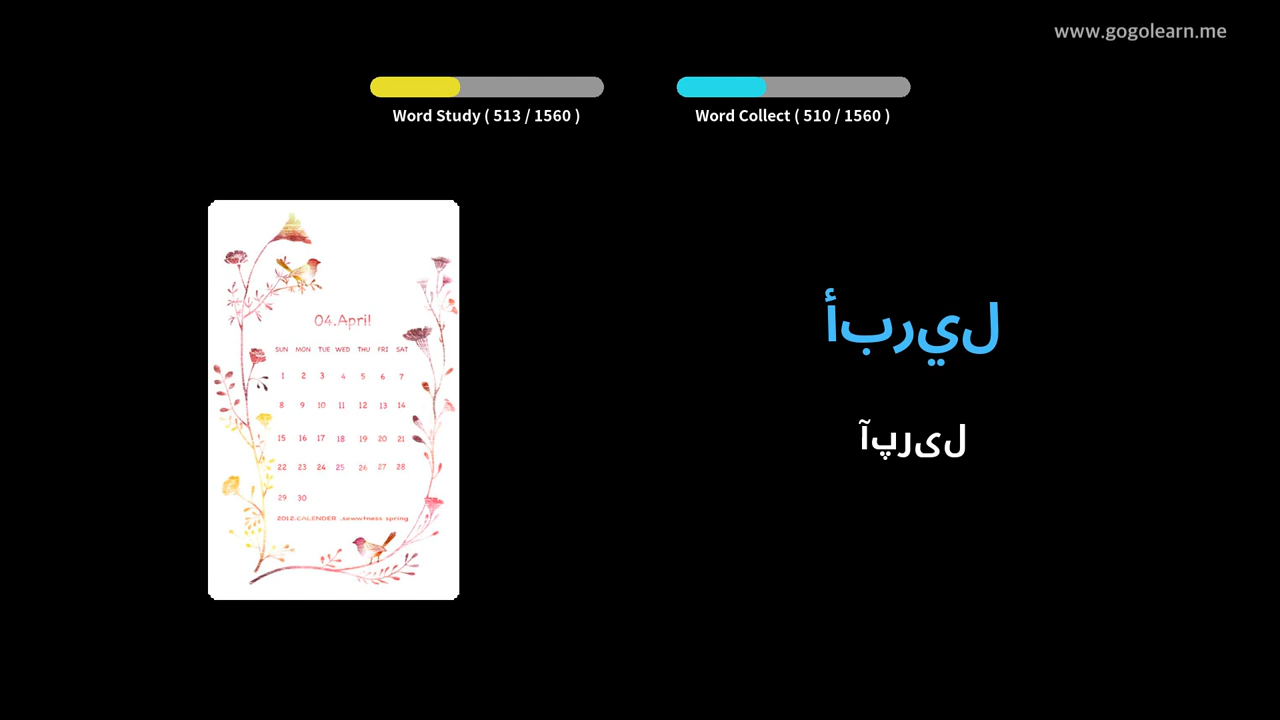 www.gogolearn.me
Word Study ( 513 / 1560 )
Word Collect ( 510 / 1560 )
04.April
SUN MON TUE WED THU FRI SAT
1 2 3 4 5 6 7
8 9 10 11 12 13 14
15 16 17 18 19 20 21
22 23 24 25 26 27 28
29 30
2012.CALENDER .sewwtness spring
أبريل
آپریل